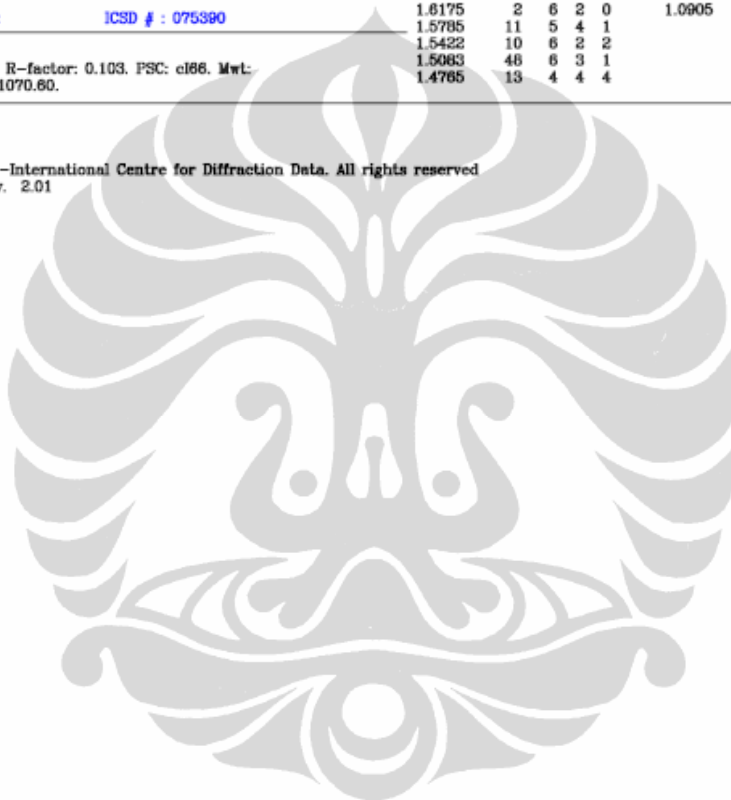 ICSD # : 075390
R-factor: 0.103. PSC: cI66. Mwt:
1070.60.
1.6175 2 6 2 0 1.0905
1.5785 11 5 4 1
1.5422 10 6 2 2
1.5083 46 6 3 1
1.4765 13 4 4 4
-International Centre for Diffraction Data. All rights reserved
v. 2.01